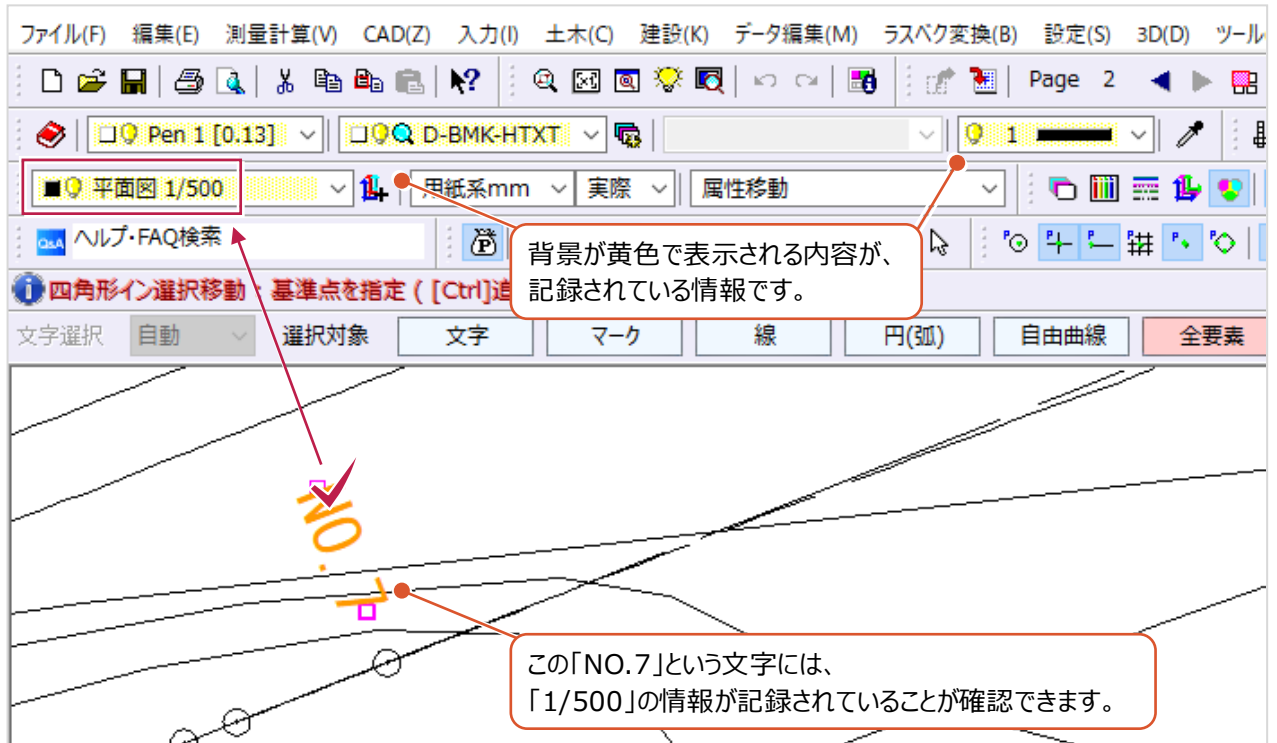 ファイル(F) 編集(E) 測量計算(V) CAD(Z) 入力(I) 土木(C) 建設(K) データ編集(M) ラスベク変換(B) 設定(S) 3D(D) ツール
Page 2
Pen 1 [0.13] D-BMK-HTXT 1
平面図 1/500 用紙系mm 実際 属性移動
Q&A ヘルプ・FAQ検索
背景が黄色で表示される内容が、
記録されている情報です。
四角形イン選択移動：基準点を指定 ( [Ctrl]追
文字選択 自動 選択対象 文字 マーク 線 円(弧) 自由曲線 全要素
NO.7
この「NO.7」という文字には、
「1/500」の情報が記録されていることが確認できます。